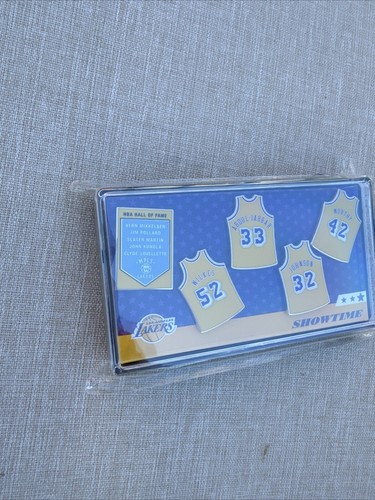 NBA HALL OF FAME
VERN MIKKELSEN
JIM POLLARD
SLATER MARTIN
JOHN KUNDLA
CLYDE LOVELLETTE
MPLS
ABDUL-JABBAR
33
WORTHY
42
WILKES
52
JOHNSON
32
LAKERS
SHOWTIME